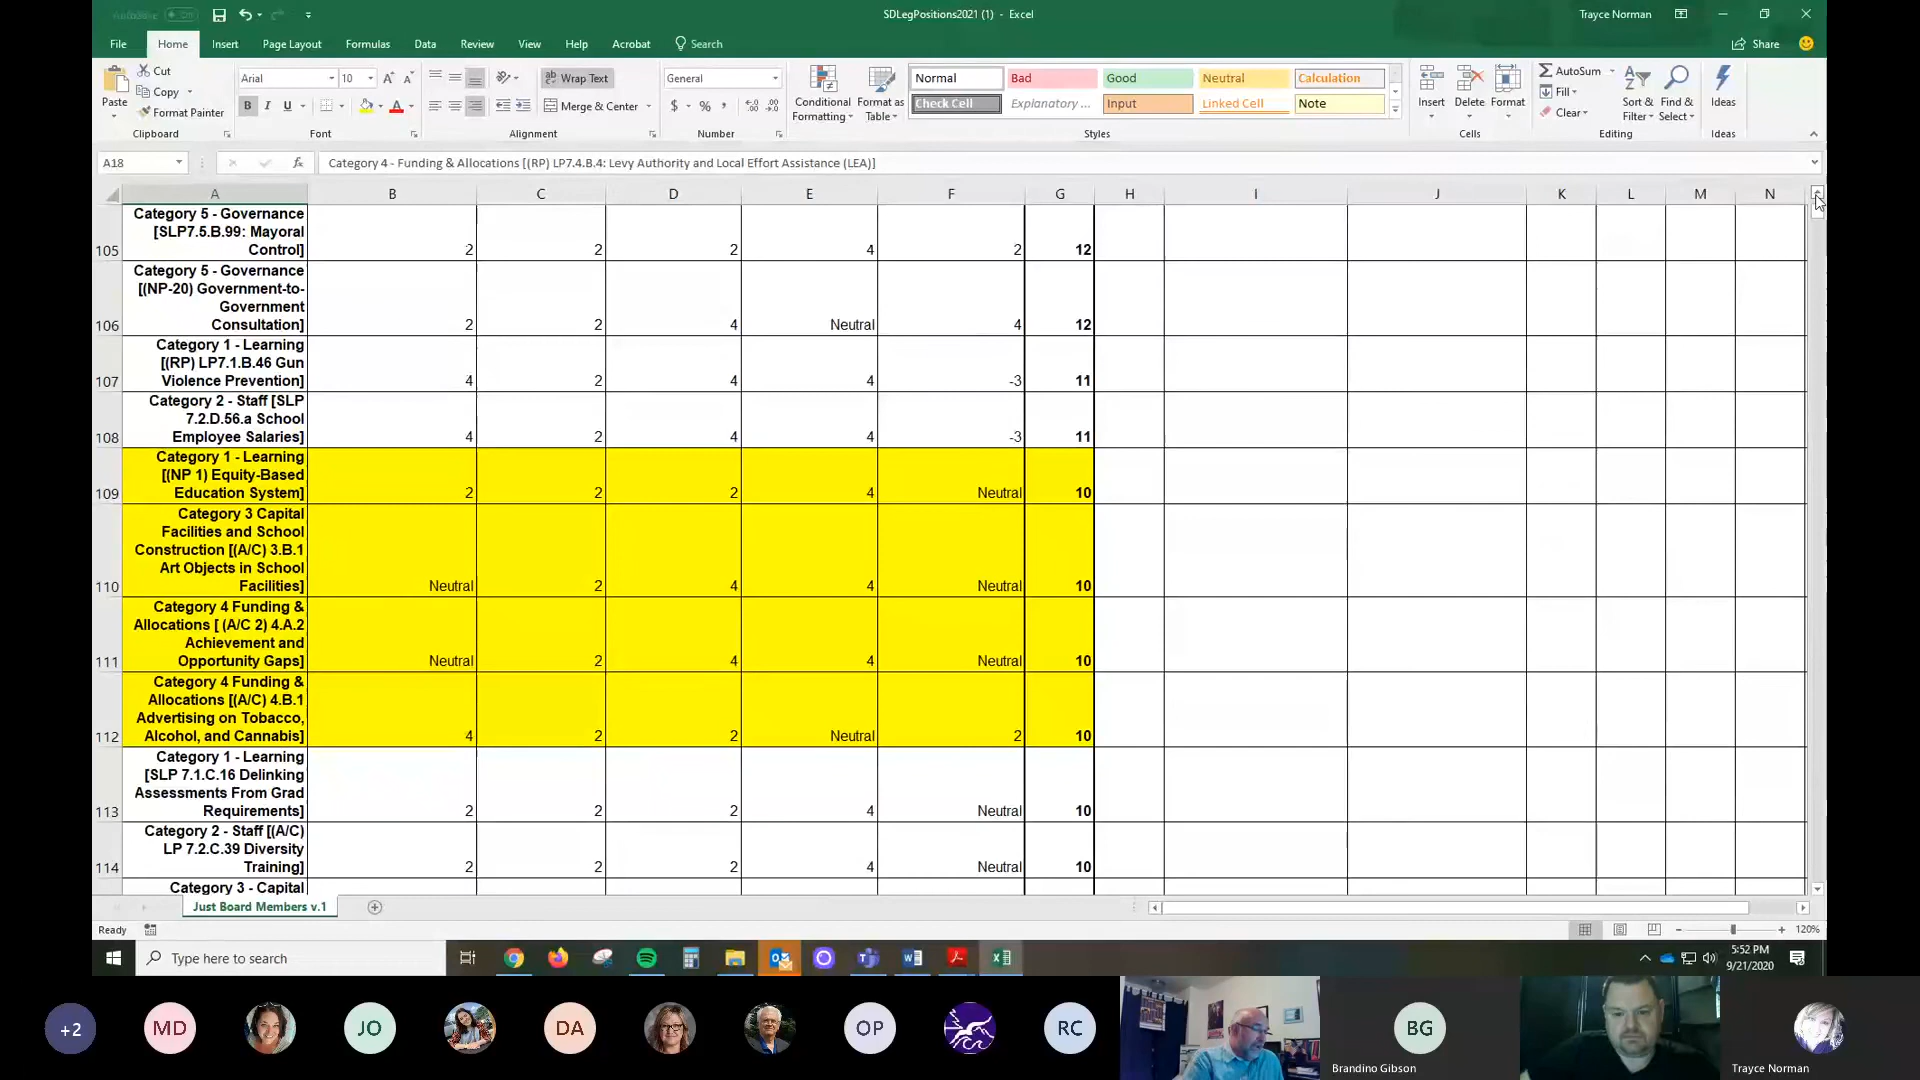 AutoSave Off
SDLegPositions2021 (1) - Excel
Trayce Norman
File Home Insert Page Layout Formulas Data Review View Help Acrobat Search
Share
Paste
Cut
Copy
Format Painter
Clipboard
Arial 10
B I U
Font
Wrap Text
Merge & Center
Alignment
General
$ % ,
Number
Conditional Formatting
Format as Table
Normal Bad Good Neutral Calculation
Check Cell Explanatory ... Input Linked Cell Note
Styles
Insert Delete Format
Cells
AutoSum
Fill
Clear
Sort & Filter
Find & Select
Editing
Ideas
Ideas
A18
fx
Category 4 - Funding & Allocations [(RP) LP7.4.B.4: Levy Authority and Local Effort Assistance (LEA)]
A B C D E F G H I J K L M N
Category 5 - Governance
[SLP7.5.B.99: Mayoral
105 Control] 2 2 2 4 2 12
Category 5 - Governance
[(NP-20) Government-to-
Government
106 Consultation] 2 2 4 Neutral 4 12
Category 1 - Learning
[(RP) LP7.1.B.46 Gun
107 Violence Prevention] 4 2 4 4 -3 11
Category 2 - Staff [SLP
7.2.D.56.a School
108 Employee Salaries] 4 2 4 4 -3 11
Category 1 - Learning
[(NP 1) Equity-Based
109 Education System] 2 2 2 4 Neutral 10
Category 3 Capital
Facilities and School
Construction [(A/C) 3.B.1
Art Objects in School
110 Facilities] Neutral 2 4 4 Neutral 10
Category 4 Funding &
Allocations [ (A/C 2) 4.A.2
Achievement and
111 Opportunity Gaps] Neutral 2 4 4 Neutral 10
Category 4 Funding &
Allocations [(A/C) 4.B.1
Advertising on Tobacco,
112 Alcohol, and Cannabis] 4 2 2 Neutral 2 10
Category 1 - Learning
[SLP 7.1.C.16 Delinking
Assessments From Grad
113 Requirements] 2 2 2 4 Neutral 10
Category 2 - Staff [(A/C)
LP 7.2.C.39 Diversity
114 Training] 2 2 2 4 Neutral 10
Category 3 - Capital
Just Board Members v.1
Ready
120%
Type here to search
5:52 PM
9/21/2020
+2 MD JO DA OP RC BG
Brandino Gibson
Trayce Norman